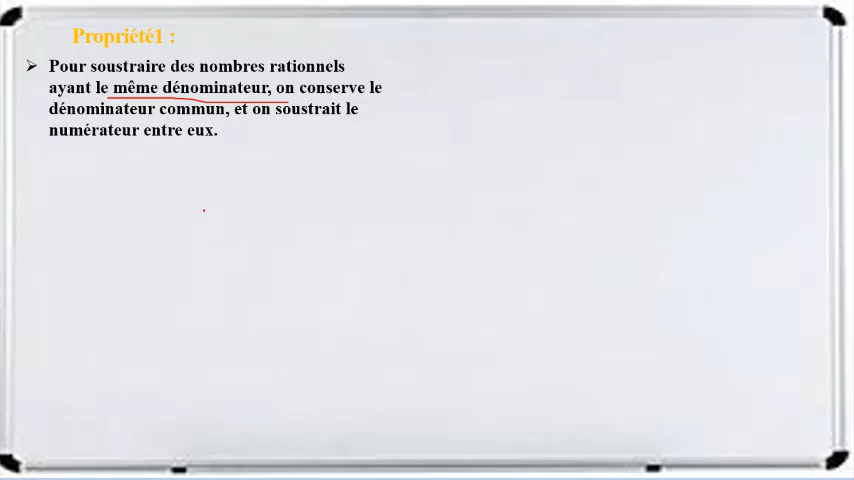 Propriété1 :
➢ Pour soustraire des nombres rationnels
ayant le même dénominateur, on conserve le
dénominateur commun, et on soustrait le
numérateur entre eux.